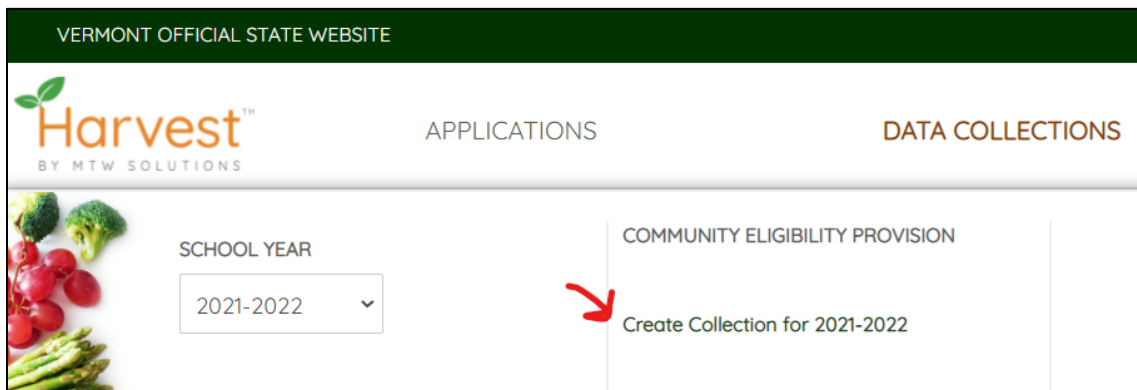 VERMONT OFFICIAL STATE WEBSITE
Harvest™
BY MTW SOLUTIONS
APPLICATIONS
DATA COLLECTIONS
SCHOOL YEAR
2021-2022
COMMUNITY ELIGIBILITY PROVISION
Create Collection for 2021-2022